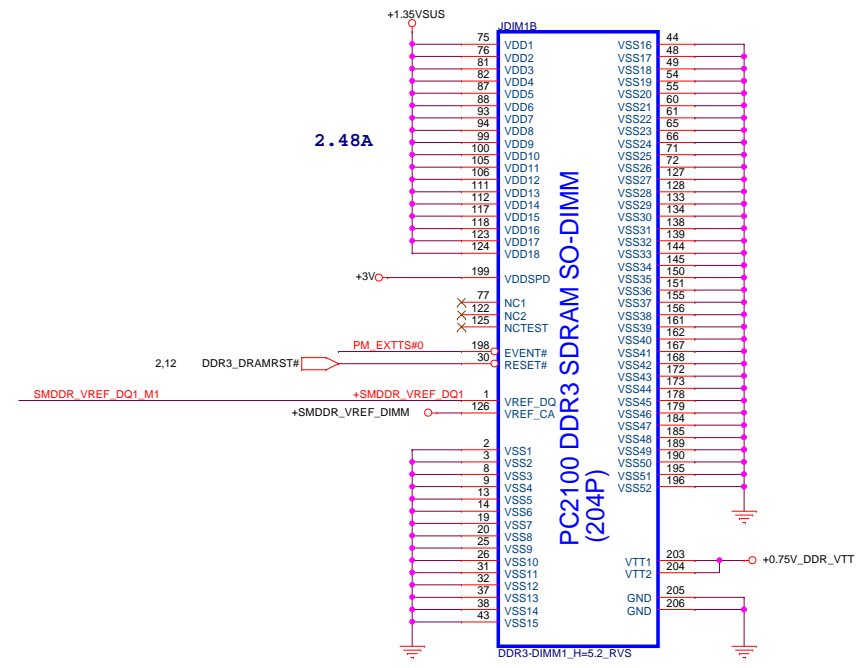 +1.35VSUS
JDIM1B
2.48A
75 VDD1
76 VDD2
81 VDD3
82 VDD4
87 VDD5
88 VDD6
93 VDD7
94 VDD8
99 VDD9
100 VDD10
105 VDD11
106 VDD12
111 VDD13
112 VDD14
117 VDD15
118 VDD16
123 VDD17
124 VDD18
+3V 199 VDDSPD
77 NC1
122 NC2
125 NCTEST
PM_EXTTS#0 198 EVENT#
2,12 DDR3_DRAMRST# 30 RESET#
SMDDR_VREF_DQ1_M1 +SMDDR_VREF_DQ1 1 VREF_DQ
+SMDDR_VREF_DIMM 126 VREF_CA
2 VSS1
3 VSS2
8 VSS3
9 VSS4
13 VSS5
14 VSS6
19 VSS7
20 VSS8
25 VSS9
26 VSS10
31 VSS11
32 VSS12
37 VSS13
38 VSS14
43 VSS15
PC2100 DDR3 SDRAM SO-DIMM
(204P)
VSS16 44
VSS17 48
VSS18 49
VSS19 54
VSS20 55
VSS21 60
VSS22 61
VSS23 65
VSS24 66
VSS25 71
VSS26 72
VSS27 127
VSS28 128
VSS29 133
VSS30 134
VSS31 138
VSS32 139
VSS33 144
VSS34 145
VSS35 150
VSS36 151
VSS37 155
VSS38 156
VSS39 161
VSS40 162
VSS41 167
VSS42 168
VSS43 172
VSS44 173
VSS45 178
VSS46 179
VSS47 184
VSS48 185
VSS49 189
VSS50 190
VSS51 195
VSS52 196
VTT1 203 +0.75V_DDR_VTT
VTT2 204
GND 205
GND 206
DDR3-DIMM1_H=5.2_RVS